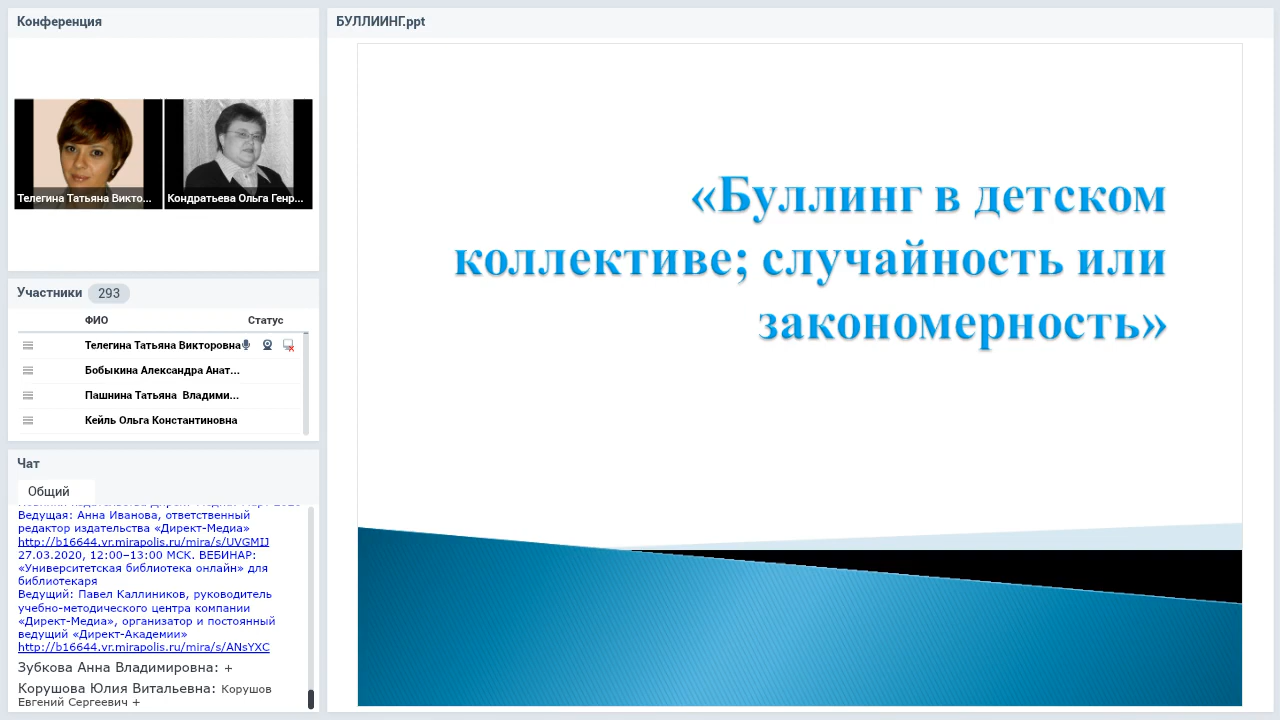 Конференция
Телегина Татьяна Викто...
Кондратьева Ольга Генр...
Участники 293
ФИО Статус
Телегина Татьяна Викторовна
Бобыкина Александра Анат...
Пашнина Татьяна Владими...
Кейль Ольга Константиновна
Чат
Общий
Ведущая: Анна Иванова, ответственный
редактор издательства «Директ-Медиа»
http://b16644.vr.mirapolis.ru/mira/s/UVGMIJ
27.03.2020, 12:00–13:00 МСК. ВЕБИНАР:
«Университетская библиотека онлайн» для
библиотекаря
Ведущий: Павел Каллиников, руководитель
учебно-методического центра компании
«Директ-Медиа», организатор и постоянный
ведущий «Директ-Академии»
http://b16644.vr.mirapolis.ru/mira/s/ANsYXC
Зубкова Анна Владимировна: +
Корушова Юлия Витальевна: Корушов
Евгений Сергеевич +
БУЛЛИИНГ.ppt
«Буллинг в детском
коллективе; случайность или
закономерность»